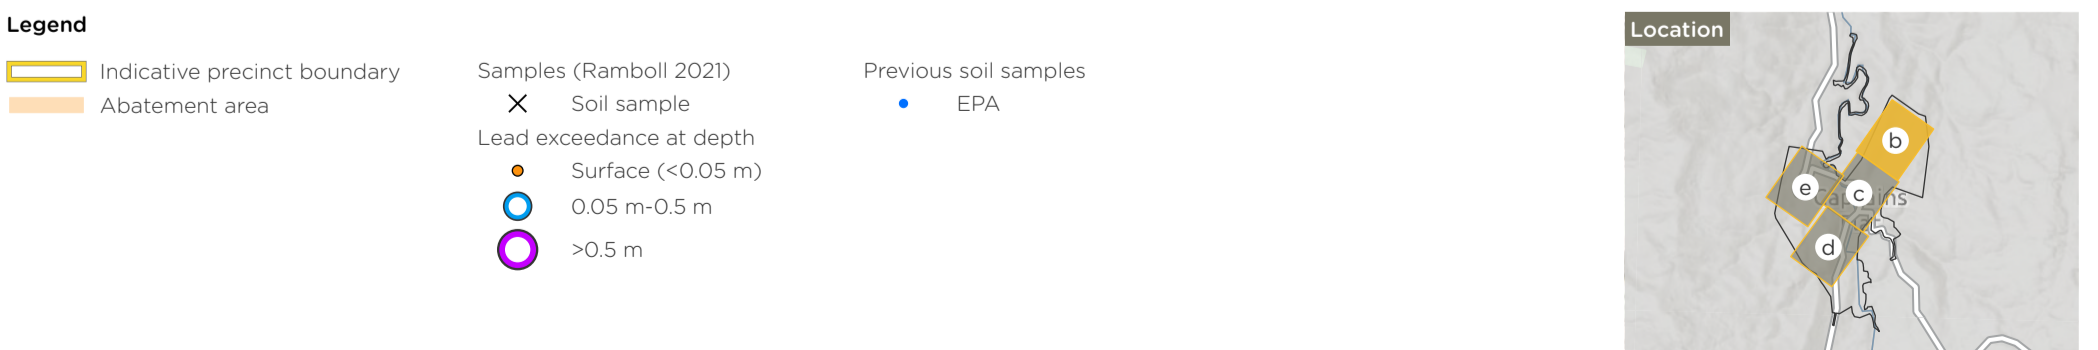 Legend
Indicative precinct boundary
Abatement area
Samples (Ramboll 2021)
Soil sample
Lead exceedance at depth
Surface (<0.05 m)
0.05 m-0.5 m
>0.5 m
Previous soil samples
EPA
Location
b
e
c
Captains
d